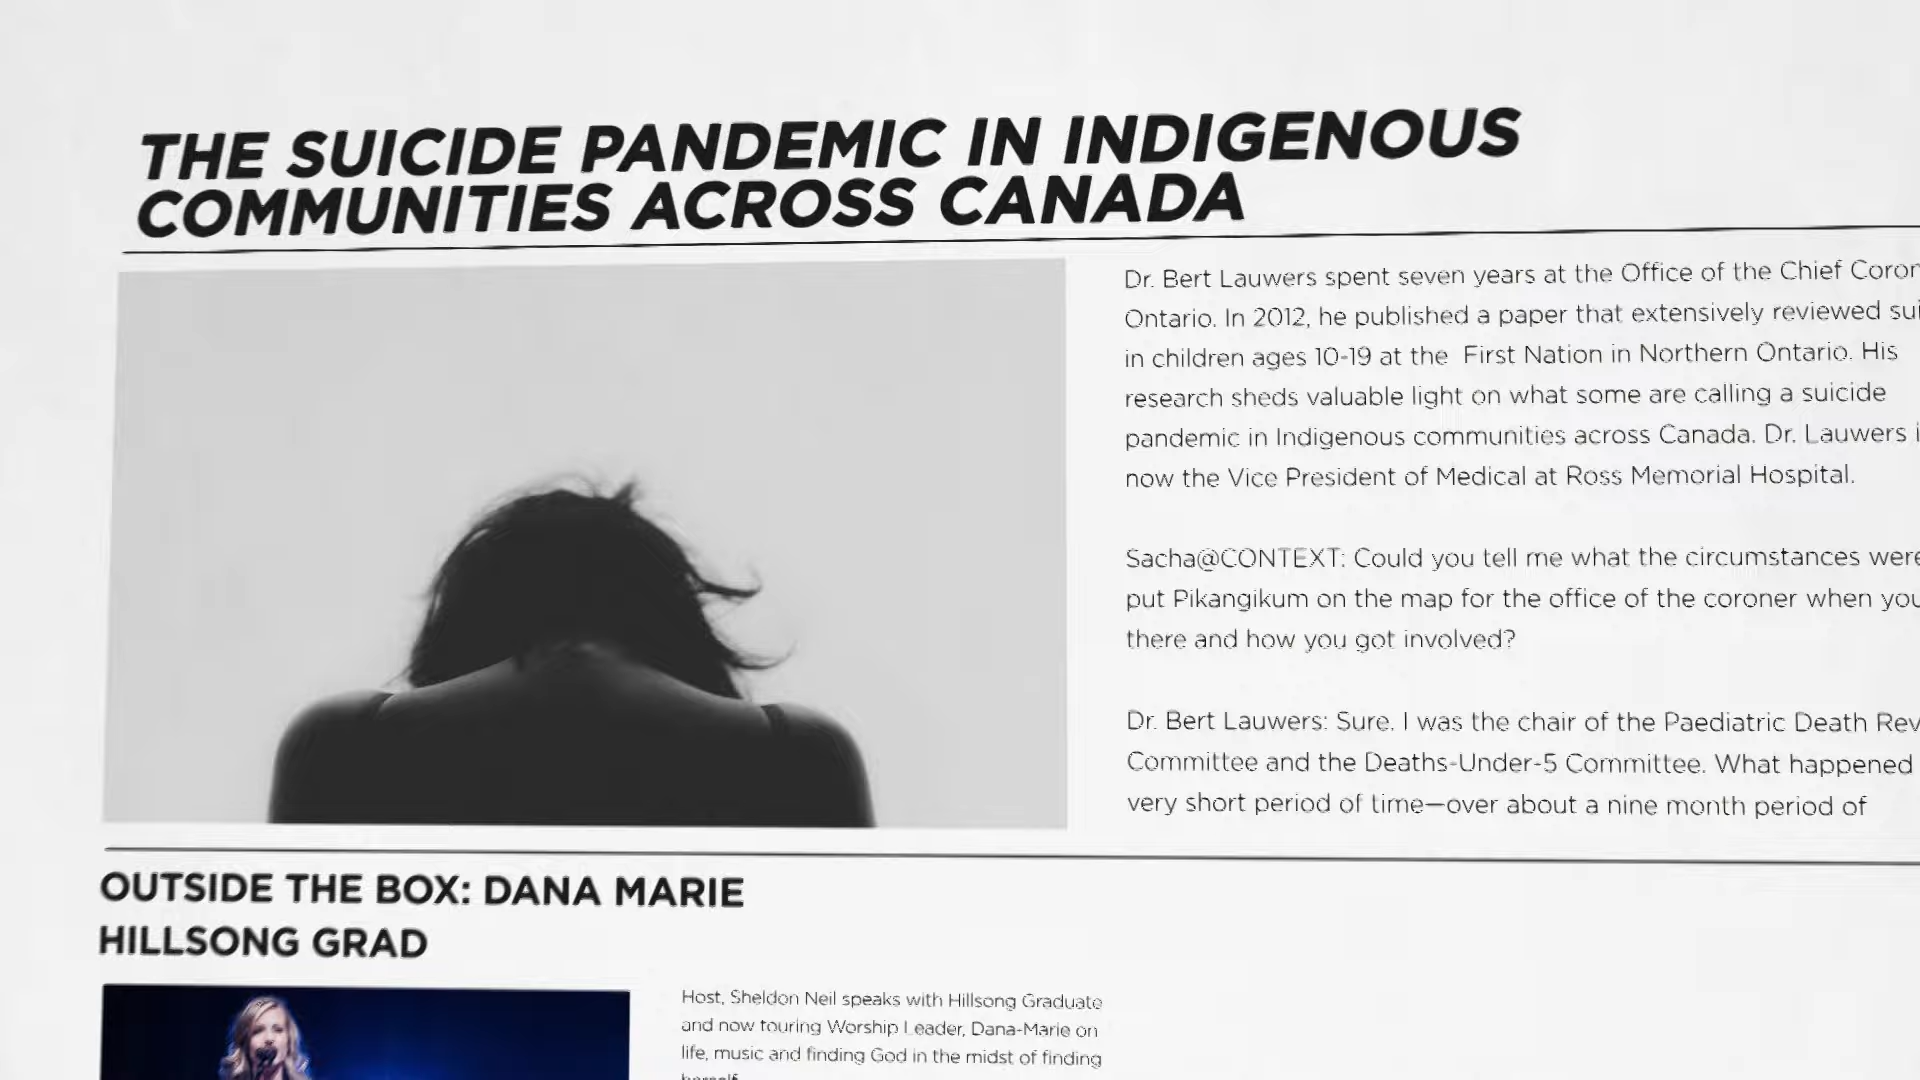 THE SUICIDE PANDEMIC IN INDIGENOUS
COMMUNITIES ACROSS CANADA
Dr. Bert Lauwers spent seven years at the Office of the Chief
Ontario. In 2012, he published a paper that extensively reviewed
in children ages 10-19 at the First Nation in Northern Ontario. His
research sheds valuable light on what some are calling a suicide
pandemic in Indigenous communities across Canada. Dr. Lauwers
now the Vice President of Medical at Ross Memorial Hospital.
Sacha@CONTEXT: Could you tell me what the circumstances were
put Pikangikum on the map for the office of the coroner when you
there and how you got involved?
Dr. Bert Lauwers: Sure. I was the chair of the Paediatric Death
Committee and the Deaths-Under-5 Committee. What happened
very short period of time—over about a nine month period of
OUTSIDE THE BOX: DANA MARIE
HILLSONG GRAD
Host, Sheldon Neil speaks with Hillsong Graduate
and now touring Worship Leader, Dana-Marie on
life, music and finding God in the midst of finding